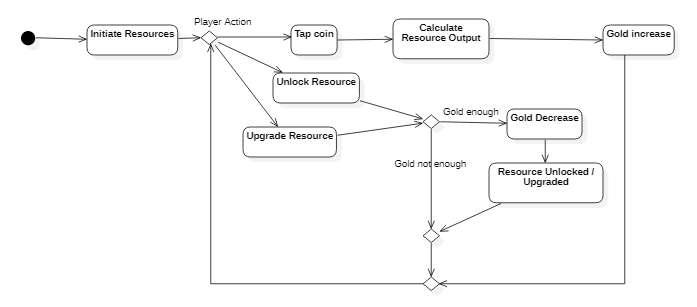 Player Action
Initiate Resources
Tap coin
Calculate
Resource Output
Gold increase
Unlock Resource
Upgrade Resource
Gold enough
Gold Decrease
Gold not enough
Resource Unlocked /
Upgraded